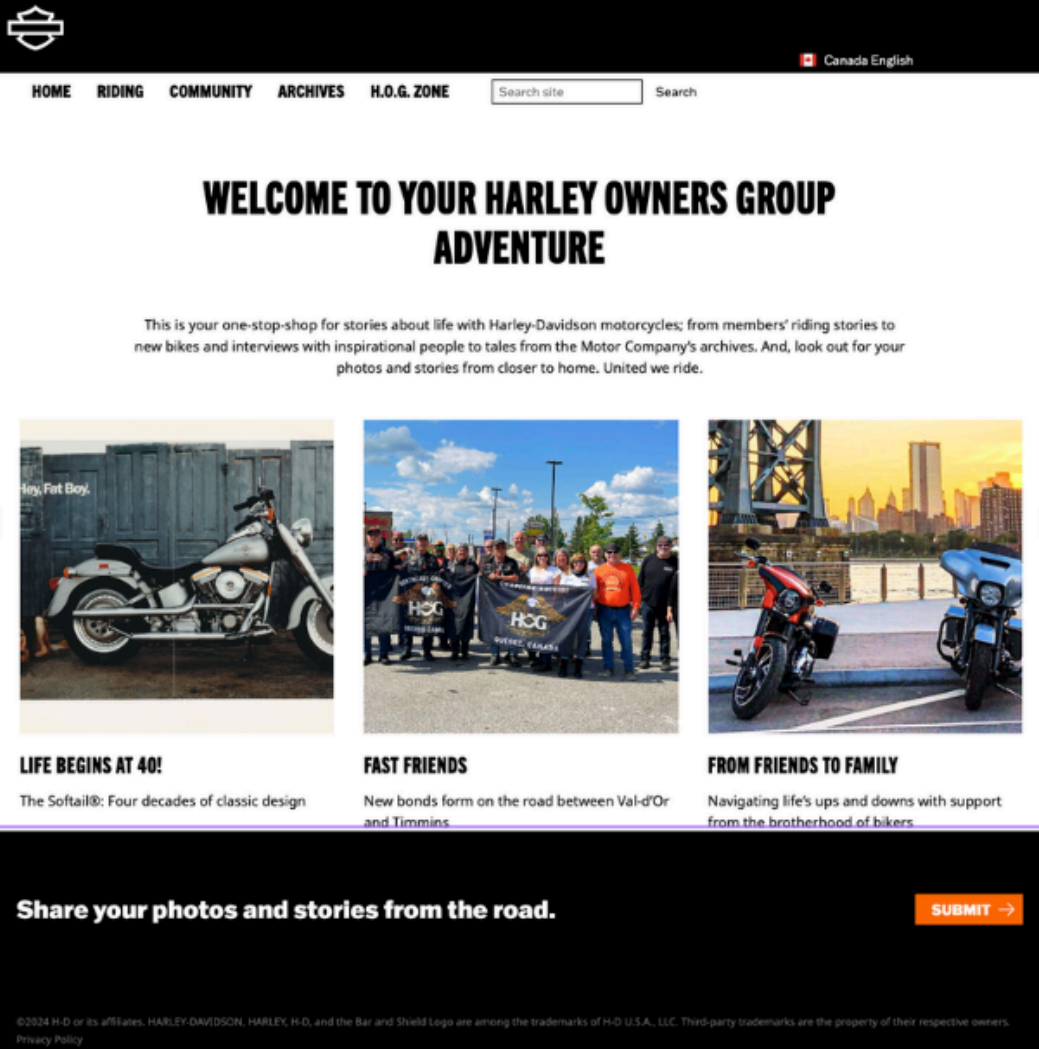 Canada English
HOME RIDING COMMUNITY ARCHIVES H.O.G. ZONE Search site Search
WELCOME TO YOUR HARLEY OWNERS GROUP
ADVENTURE
This is your one-stop-shop for stories about life with Harley-Davidson motorcycles; from members' riding stories to
new bikes and interviews with inspirational people to tales from the Motor Company's archives. And, look out for your
photos and stories from closer to home. United we ride.
Hey, Fat Boy.
HOG
HOG
QUEBEC, CANADA
LIFE BEGINS AT 40!
The Softail®: Four decades of classic design
FAST FRIENDS
New bonds form on the road between Val-d'Or
and Timmins
FROM FRIENDS TO FAMILY
Navigating life's ups and downs with support
from the brotherhood of bikers
Share your photos and stories from the road.
SUBMIT →
©2024 H-D or its affiliates. HARLEY-DAVIDSON, HARLEY, H-D, and the Bar and Shield Logo are among the trademarks of H-D U.S.A., LLC. Third-party trademarks are the property of their respective owners.
Privacy Policy